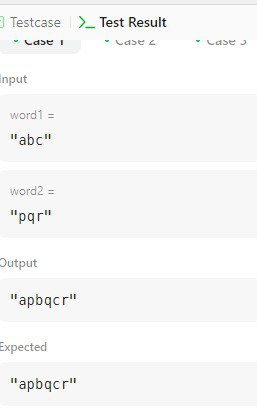 Testcase
Test Result
Case 1
Case 2
Case 3
Input
word1 =
"abc"
word2 =
"pqr"
Output
"apbqcr"
Expected
"apbqcr"